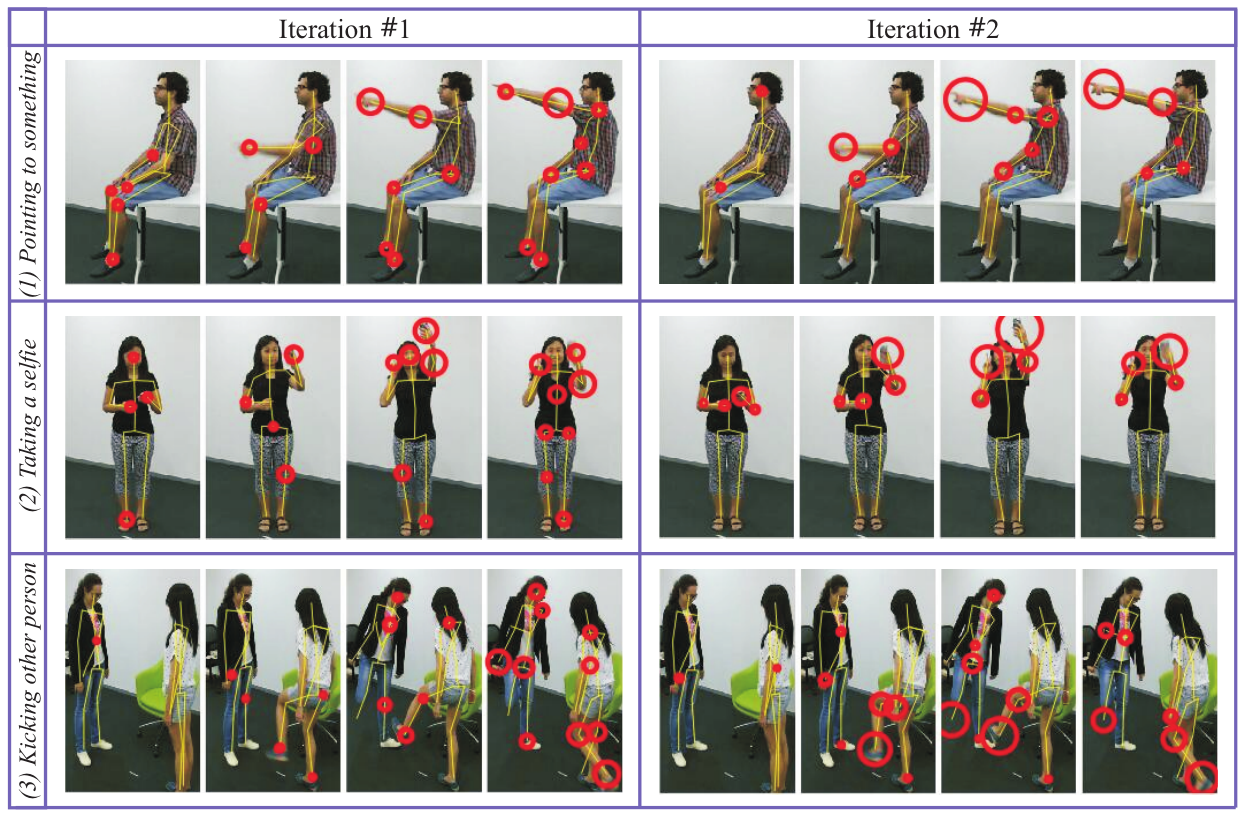 Iteration #1
Iteration #2
(1) Pointing to something
(2) Taking a selfie
(3) Kicking other person